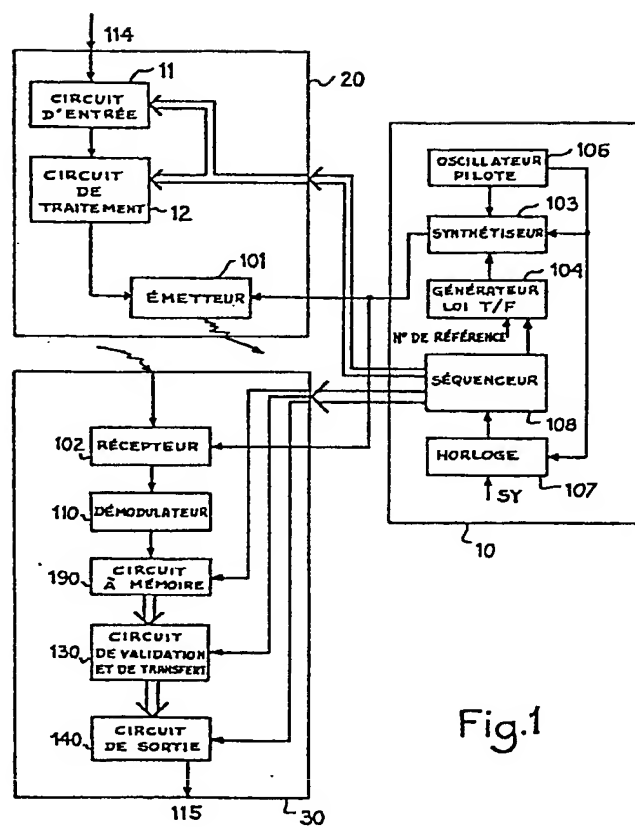 114
11
CIRCUIT
D'ENTRÉE
20
CIRCUIT
DE
TRAITEMENT
12
101
ÉMETTEUR
OSCILLATEUR
PILOTE
106
103
SYNTHÉTISEUR
104
GÉNÉRATEUR
LOI T/F
N° DE RÉFÉRENCE
SÉQUENCEUR
108
HORLOGE
107
SY
10
102
RÉCEPTEUR
110
DÉMODULATEUR
190
CIRCUIT
À MÉMOIRE
130
CIRCUIT
DE VALIDATION
ET DE TRANSFERT
140
CIRCUIT
DE SORTIE
115
30
Fig.1